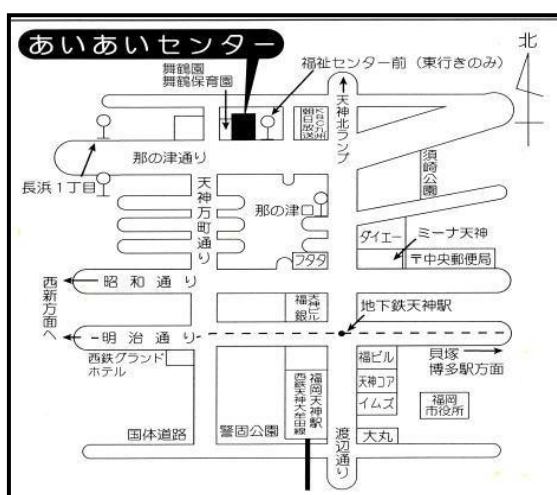 あいあいセンター
北
舞鶴園
舞鶴保育園
福祉センター前（東行きのみ）
KBC九州
朝日放送
天神北ランプ
那の津通り
長浜1丁目
須崎公園
天神万町通り
那の津口
ダイエー
ミーナ天神
〒中央郵便局
フタタ
昭和通り
西新方面へ
天神ビル
福銀
地下鉄天神駅
明治通り
西鉄グランド
ホテル
福岡天神駅
西鉄天神大牟田線
福ビル
天神コア
イムズ
福岡
市役所
貝塚
博多駅方面
国体道路
警固公園
渡辺通り
大丸